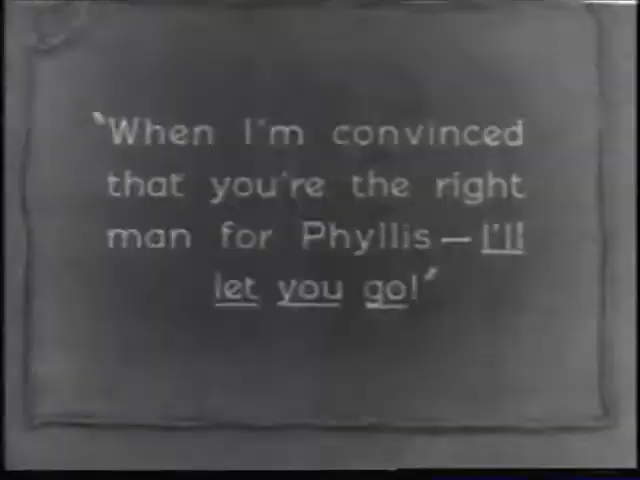 "When I'm convinced
that you're the right
man for Phyllis — I'll
let you go!"